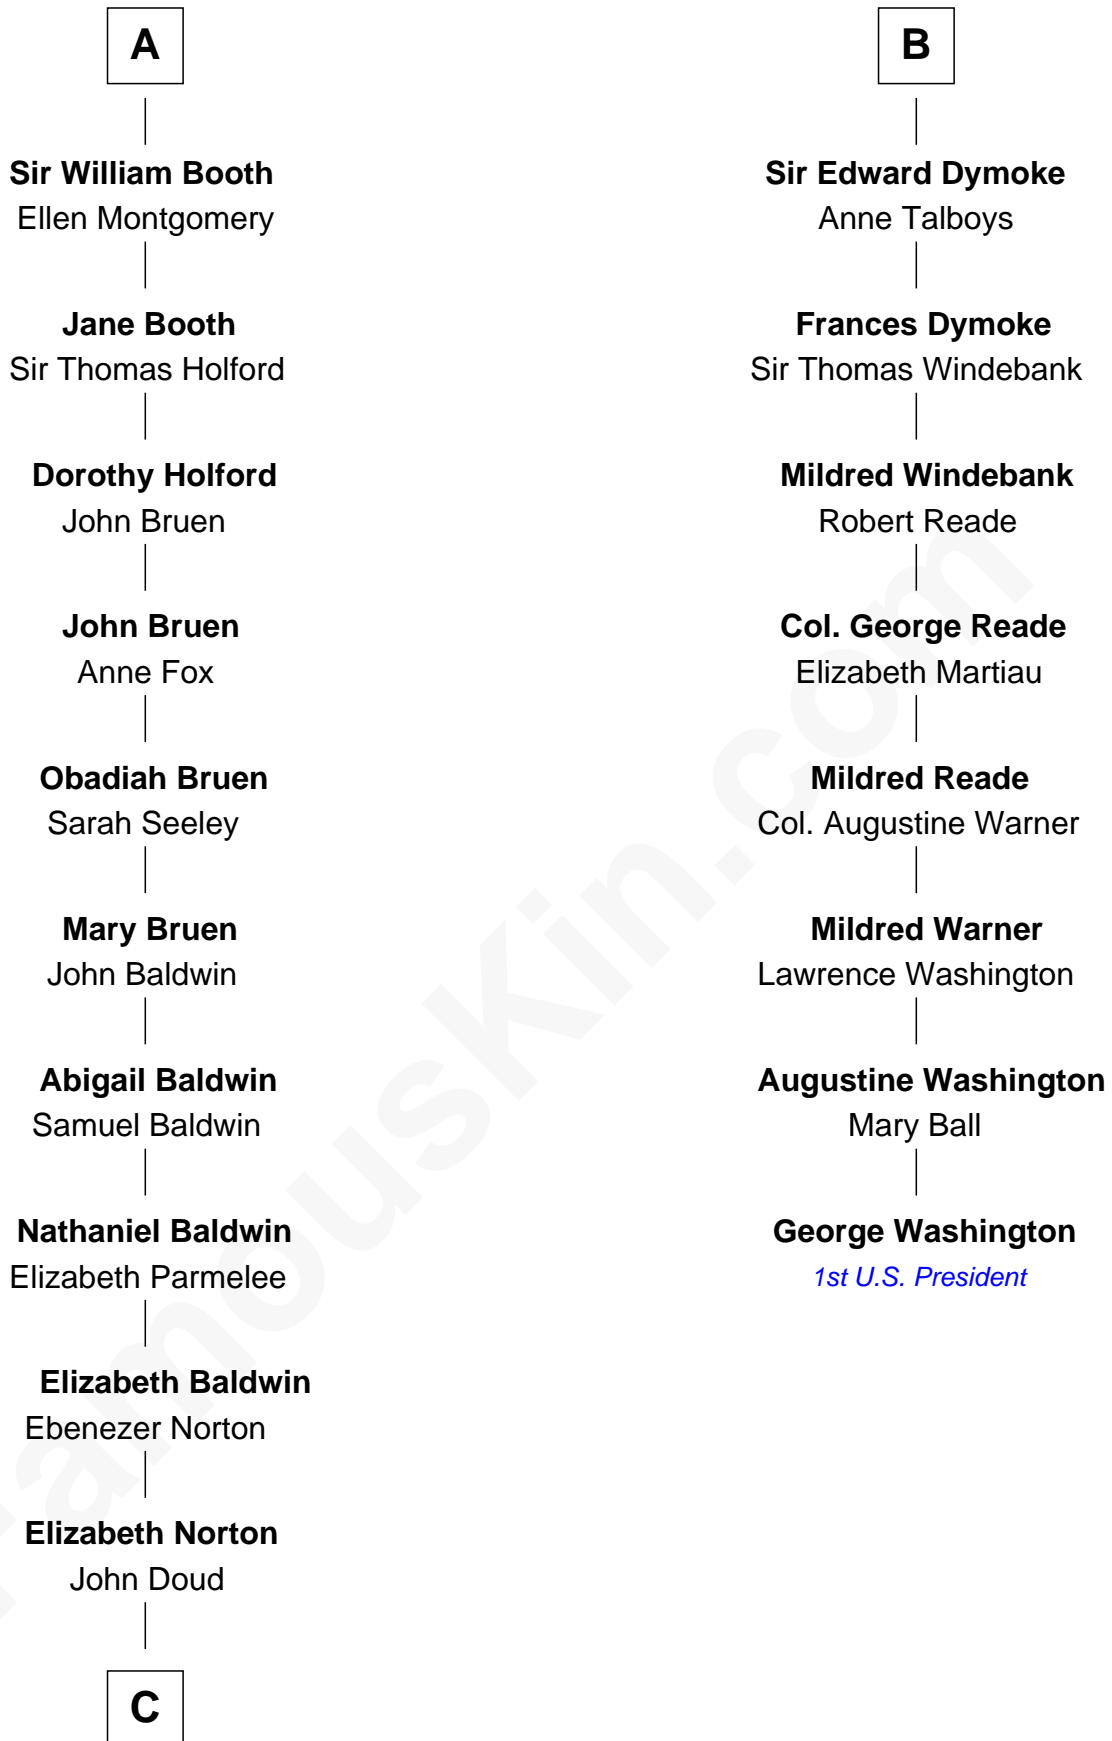 A
Sir William Booth
Ellen Montgomery
Jane Booth
Sir Thomas Holford
Dorothy Holford
John Bruen
John Bruen
Anne Fox
Obadiah Bruen
Sarah Seeley
Mary Bruen
John Baldwin
Abigail Baldwin
Samuel Baldwin
Nathaniel Baldwin
Elizabeth Parmelee
Elizabeth Baldwin
Ebenezer Norton
Elizabeth Norton
John Doud
C
B
Sir Edward Dymoke
Anne Talboys
Frances Dymoke
Sir Thomas Windebank
Mildred Windebank
Robert Reade
Col. George Reade
Elizabeth Martiau
Mildred Reade
Col. Augustine Warner
Mildred Warner
Lawrence Washington
Augustine Washington
Mary Ball
George Washington
1st U.S. President
FamousKin.com